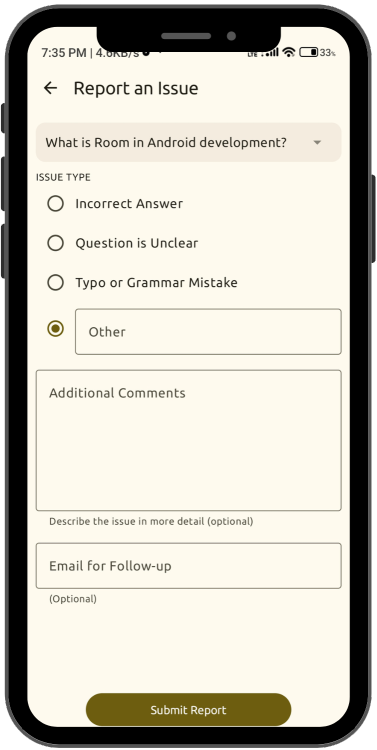 7:35 PM | 4.6KB/s
33%
Report an Issue
What is Room in Android development?
ISSUE TYPE
Incorrect Answer
Question is Unclear
Typo or Grammar Mistake
Other
Additional Comments
Describe the issue in more detail (optional)
Email for Follow-up
(Optional)
Submit Report